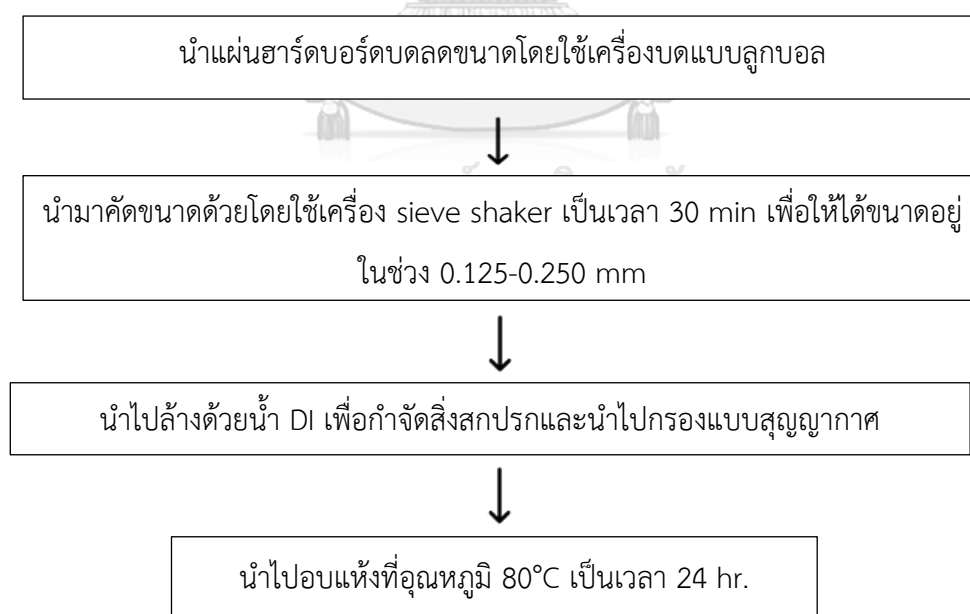 นำแผ่นฮาร์ดบอร์ดบดลดขนาดโดยใช้เครื่องบดแบบลูกบอล
นำมาคัดขนาดด้วยโดยใช้เครื่อง sieve shaker เป็นเวลา 30 min เพื่อให้ได้ขนาดอยู่
ในช่วง 0.125-0.250 mm
นำไปล้างด้วยน้ำ DI เพื่อกำจัดสิ่งสกปรกและนำไปกรองแบบสุญญากาศ
นำไปอบแห้งที่อุณหภูมิ 80°C เป็นเวลา 24 hr.